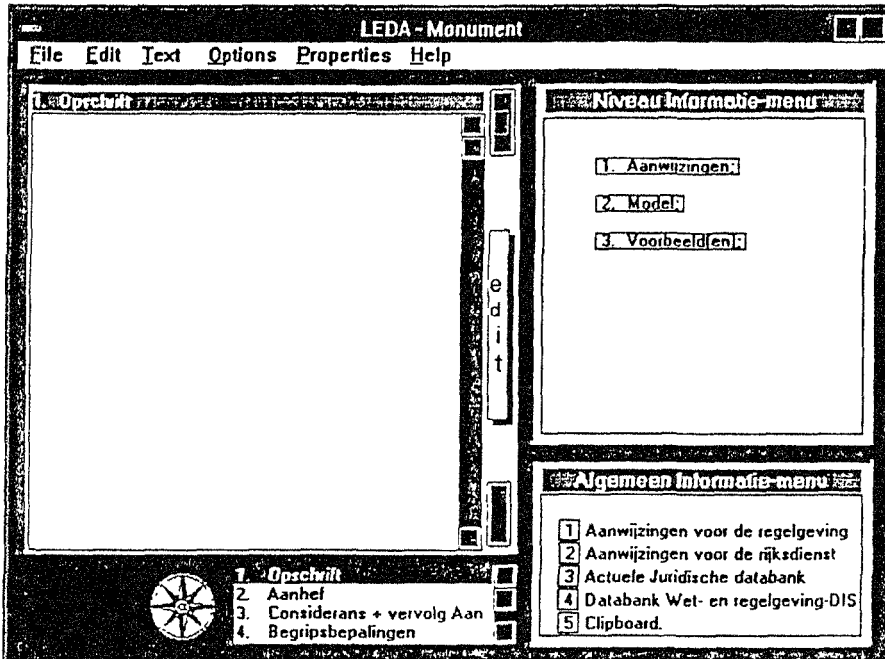 LEDA - Monument
File Edit Text Options Properties Help
1. Opschrift
edit
Niveau Informatie-menu
1. Aanwijzingen;
2. Model;
3. Voorbeeld(en);
Algemeen Informatie-menu
1 Aanwijzingen voor de regelgeving
2 Aanwijzingen voor de rijksdienst
3 Actuele Juridische databank
4 Databank Wet- en regelgeving-DIS
5 Clipboard.
1. Opschrift
2. Aanhef
3. Considerans + vervolg Aan
4. Begripsbepalingen